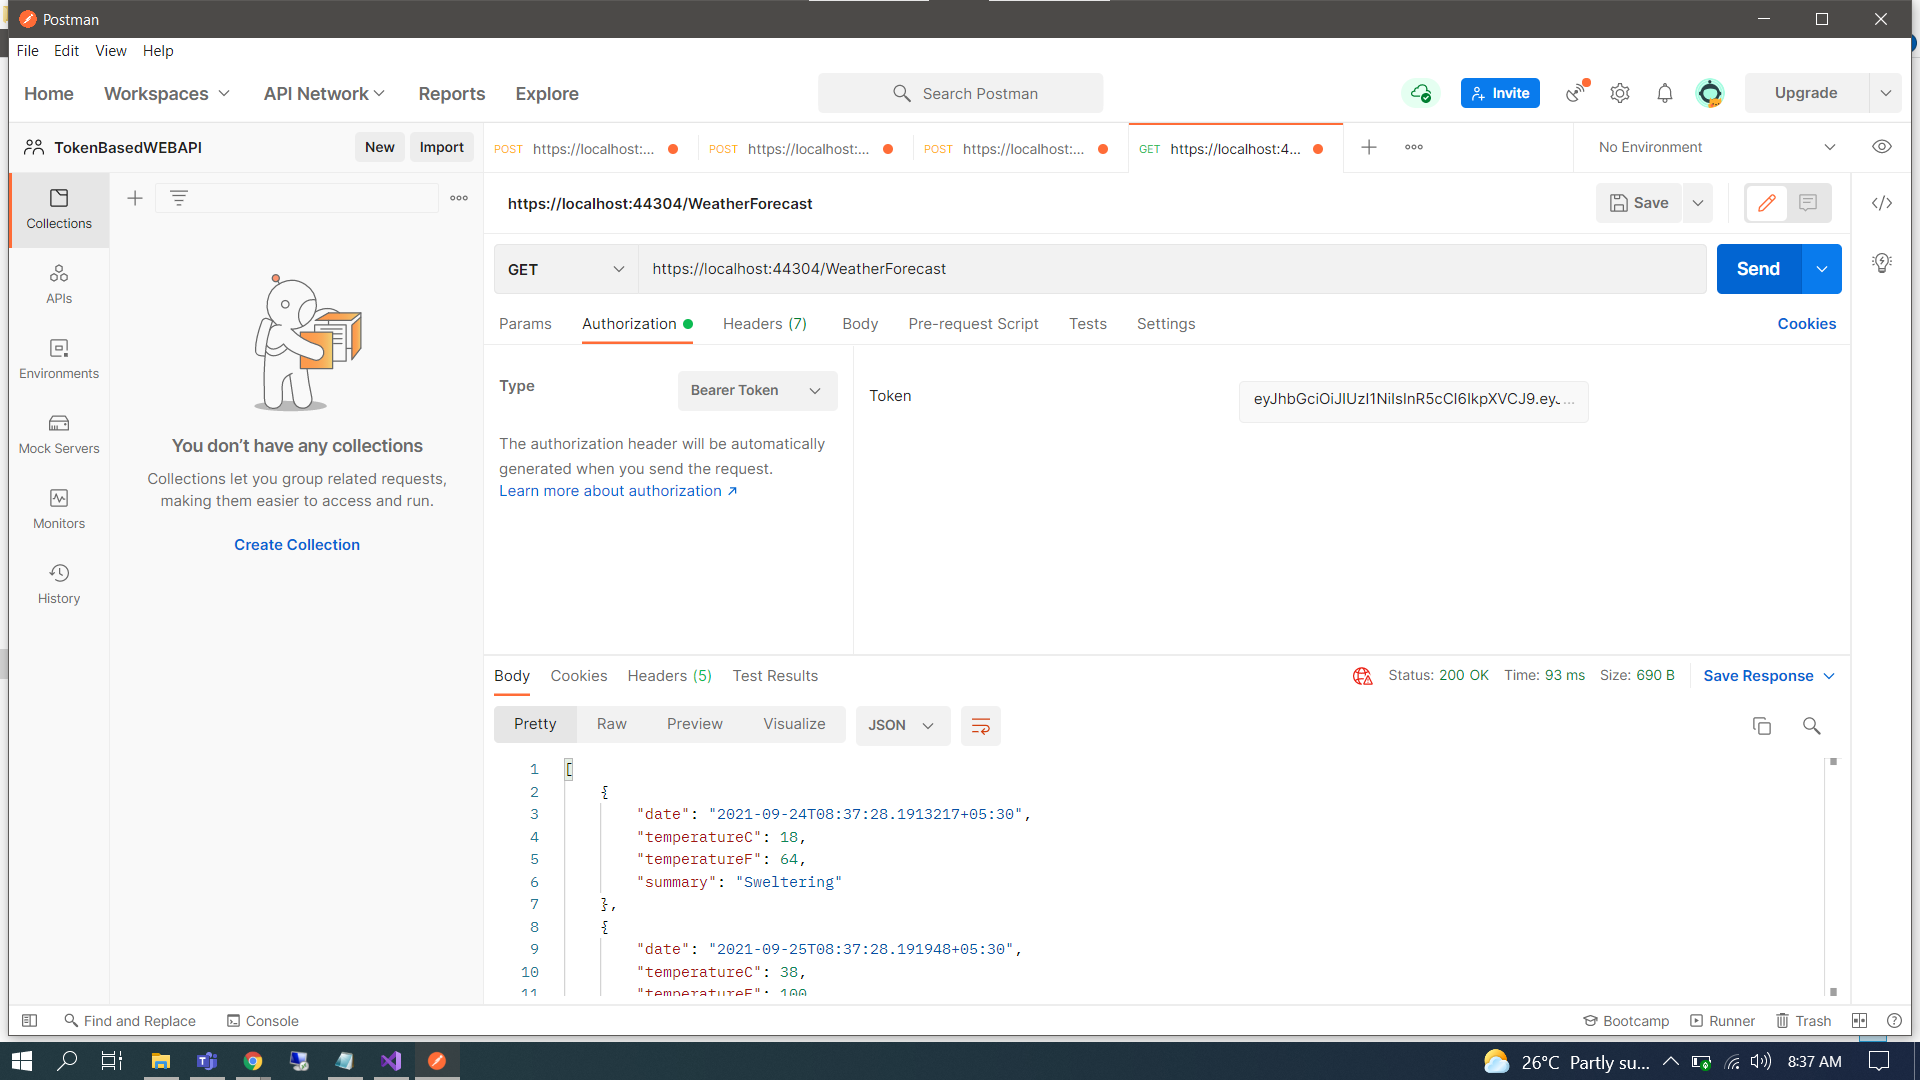 Postman
File Edit View Help
Home Workspaces API Network Reports Explore
Search Postman
Invite
Upgrade
TokenBasedWEBAPI
New
Import
POST https://localhost:...
POST https://localhost:...
POST https://localhost:...
GET https://localhost:4...
No Environment
Collections
APIs
Environments
Mock Servers
Monitors
History
You don't have any collections
Collections let you group related requests,
making them easier to access and run.
Create Collection
https://localhost:44304/WeatherForecast
Save
GET
https://localhost:44304/WeatherForecast
Send
Params Authorization Headers (7) Body Pre-request Script Tests Settings
Cookies
Type
Bearer Token
The authorization header will be automatically
generated when you send the request.
Learn more about authorization ↗
Token
eyJhbGciOiJIUzI1NiIsInR5cCI6IkpXVCJ9.eyJ...
Body Cookies Headers (5) Test Results
Status: 200 OK Time: 93 ms Size: 690 B
Save Response
Pretty Raw Preview Visualize
JSON
1 [
2 {
3 "date": "2021-09-24T08:37:28.1913217+05:30",
4 "temperatureC": 18,
5 "temperatureF": 64,
6 "summary": "Sweltering"
7 },
8 {
9 "date": "2021-09-25T08:37:28.191948+05:30",
10 "temperatureC": 38,
11 "temperatureF": 100
Find and Replace
Console
Bootcamp
Runner
Trash
26°C Partly su...
8:37 AM